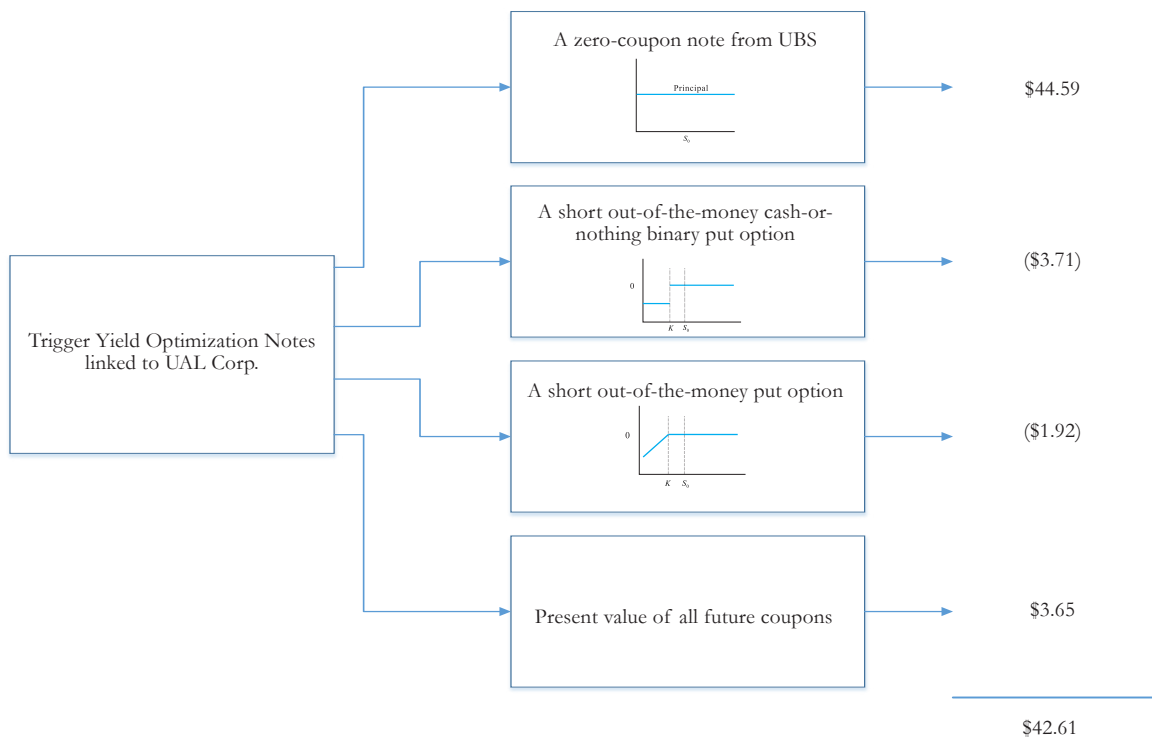 A zero-coupon note from UBS
Principal
S0
$44.59
A short out-of-the-money cash-or-
nothing binary put option
0
K S0
($3.71)
Trigger Yield Optimization Notes
linked to UAL Corp.
A short out-of-the-money put option
0
K S0
($1.92)
Present value of all future coupons
$3.65
$42.61